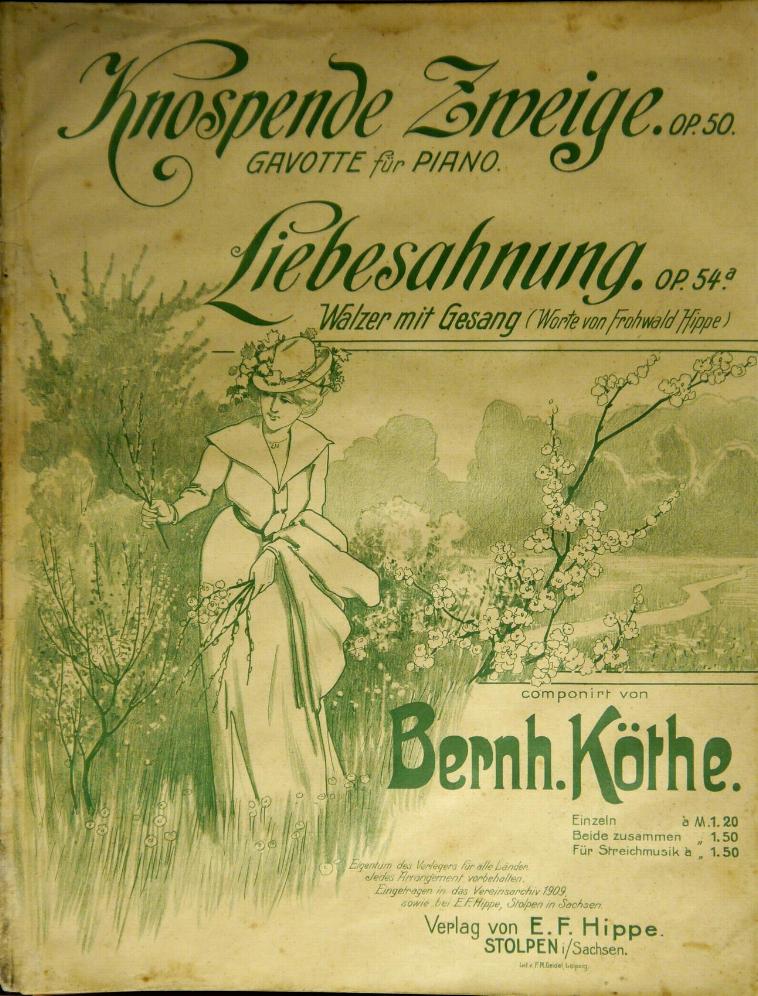 Knospende Zweige. OP. 50.
GAVOTTE für PIANO.
Liebesahnung. OP. 54.a
Walzer mit Gesang (Worte von Frohwald Hippe)
componirt von
Bernh. Köthe.
Einzeln à M. 1.20
Beide zusammen „ 1.50
Für Streichmusik à „ 1.50
Eigentum des Verlegers für alle Länder.
Jedes Arrangement vorbehalten.
Eingetragen in das Vereinsarchiv 1909
sowie bei E.F. Hippe, Stolpen in Sachsen.
Verlag von E. F. Hippe.
STOLPEN i/Sachsen.
Lit. v. F. M. Geidel, Leipzig.